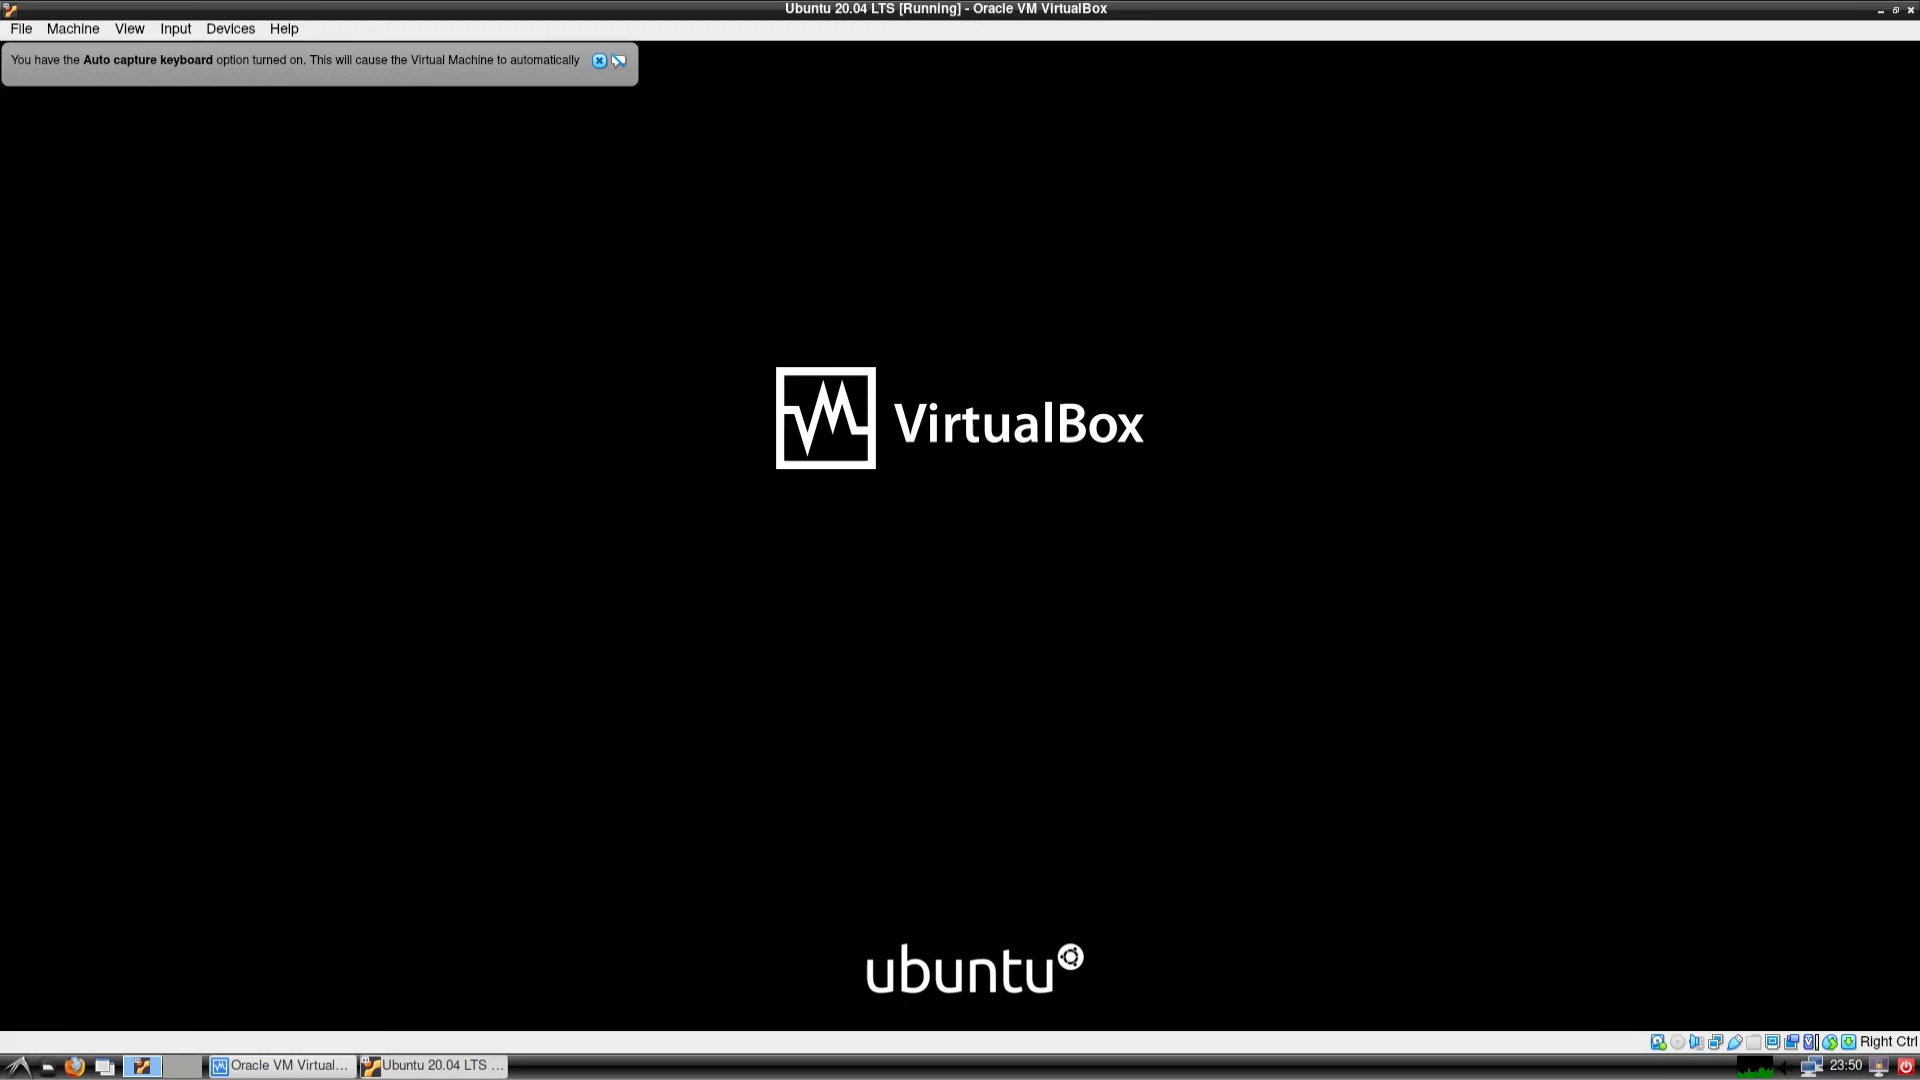 Ubuntu 20.04 LTS [Running] - Oracle VM VirtualBox
File Machine View Input Devices Help
You have the Auto capture keyboard option turned on. This will cause the Virtual Machine to automatically
VirtualBox
ubuntu
Right Ctrl
Oracle VM Virtual... Ubuntu 20.04 LTS ... 23:50